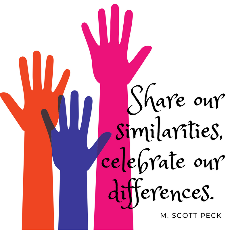 Share our
similarities,
celebrate our
differences.
M. SCOTT PECK